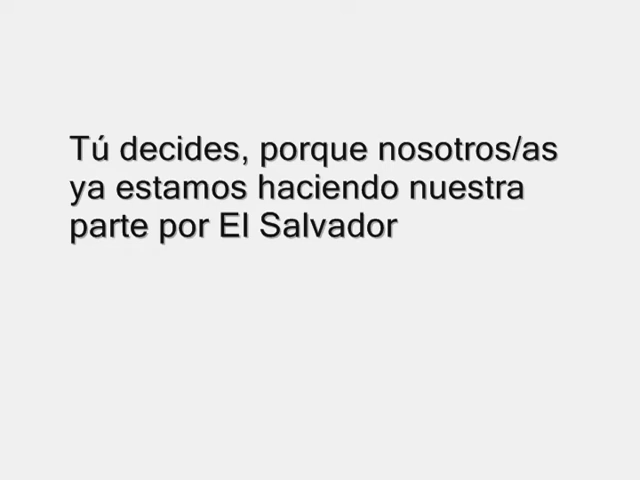 Tú decides, porque nosotros/as
ya estamos haciendo nuestra
parte por El Salvador